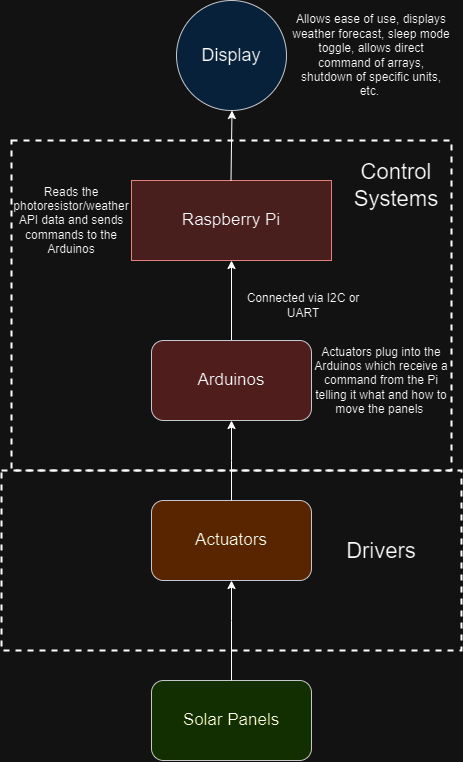 Display
Allows ease of use, displays
weather forecast, sleep mode
toggle, allows direct
command of arrays,
shutdown of specific units,
etc.
Control
Systems
Reads the
photoresistor/weather
API data and sends
commands to the
Arduinos
Raspberry Pi
Connected via I2C or
UART
Arduinos
Actuators plug into the
Arduinos which receive a
command from the Pi
telling it what and how to
move the panels
Actuators
Drivers
Solar Panels